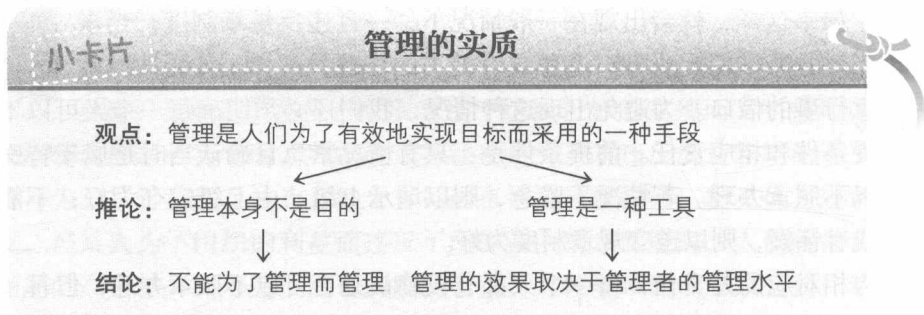 小卡片
管理的实质
观点：管理是人们为了有效地实现目标而采用的一种手段
推论：管理本身不是目的 管理是一种工具
结论：不能为了管理而管理 管理的效果取决于管理者的管理水平